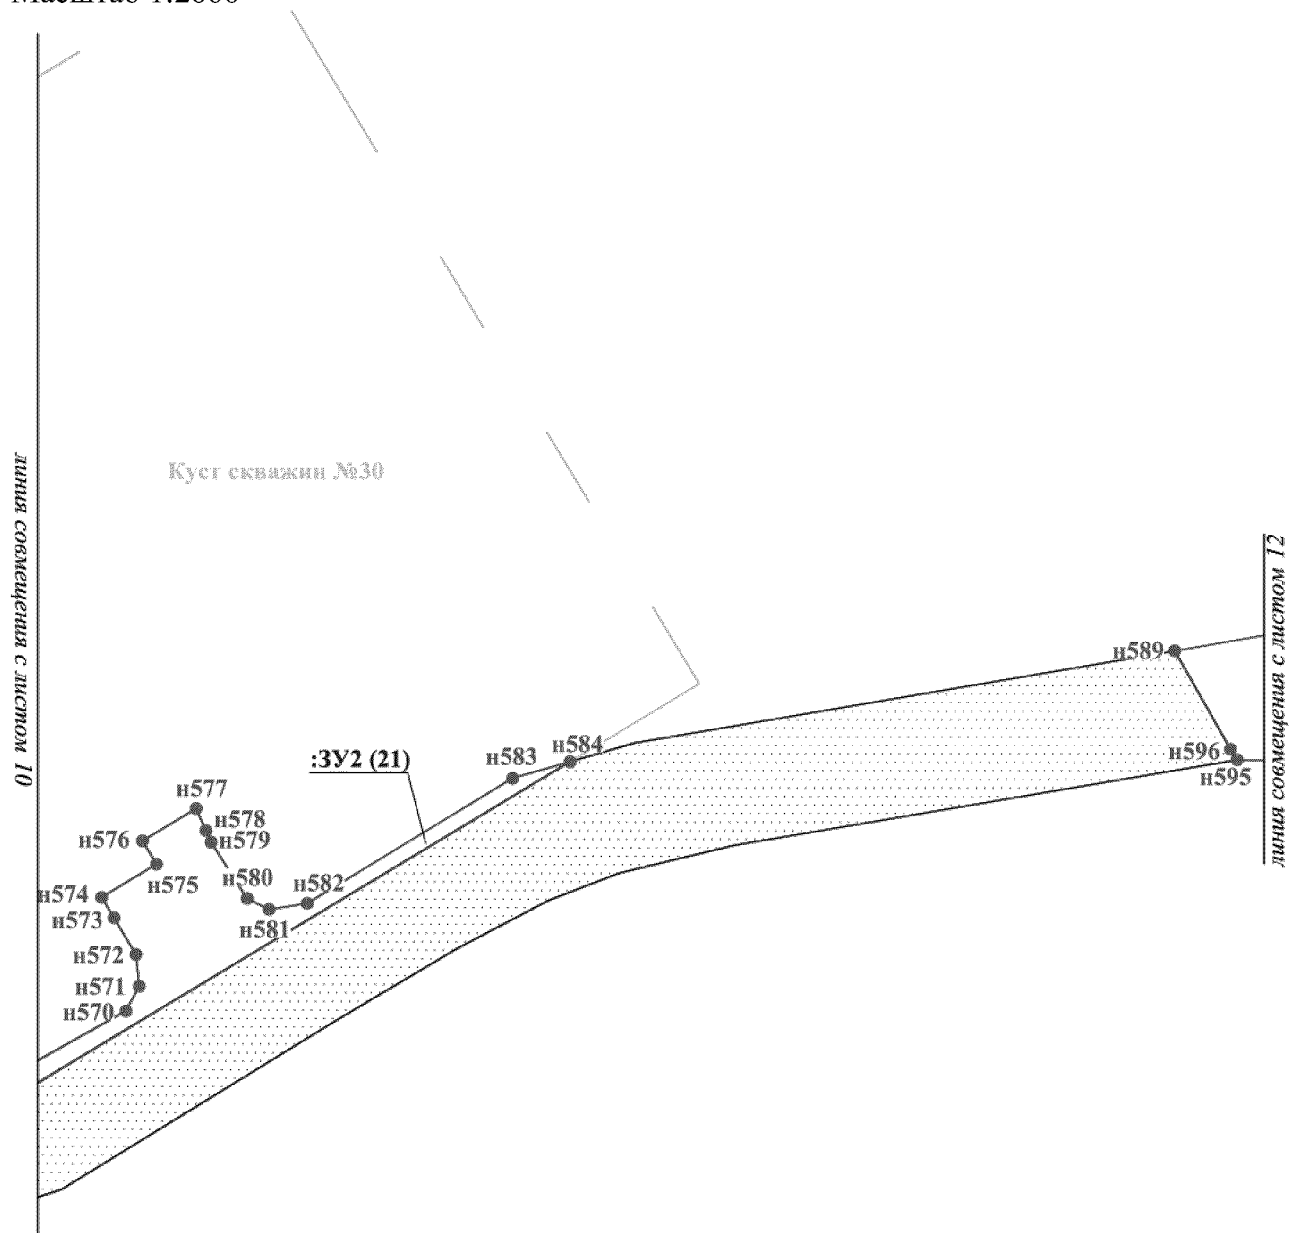 Масштаб 1:2000
Куст скважин №30
линия совмещения с листом 10
линия совмещения с листом 12
н589
н596
н595
н584
н583
:ЗУ2 (21)
н577
н578
н576
н579
н575
н580
н582
н574
н573
н581
н572
н571
н570